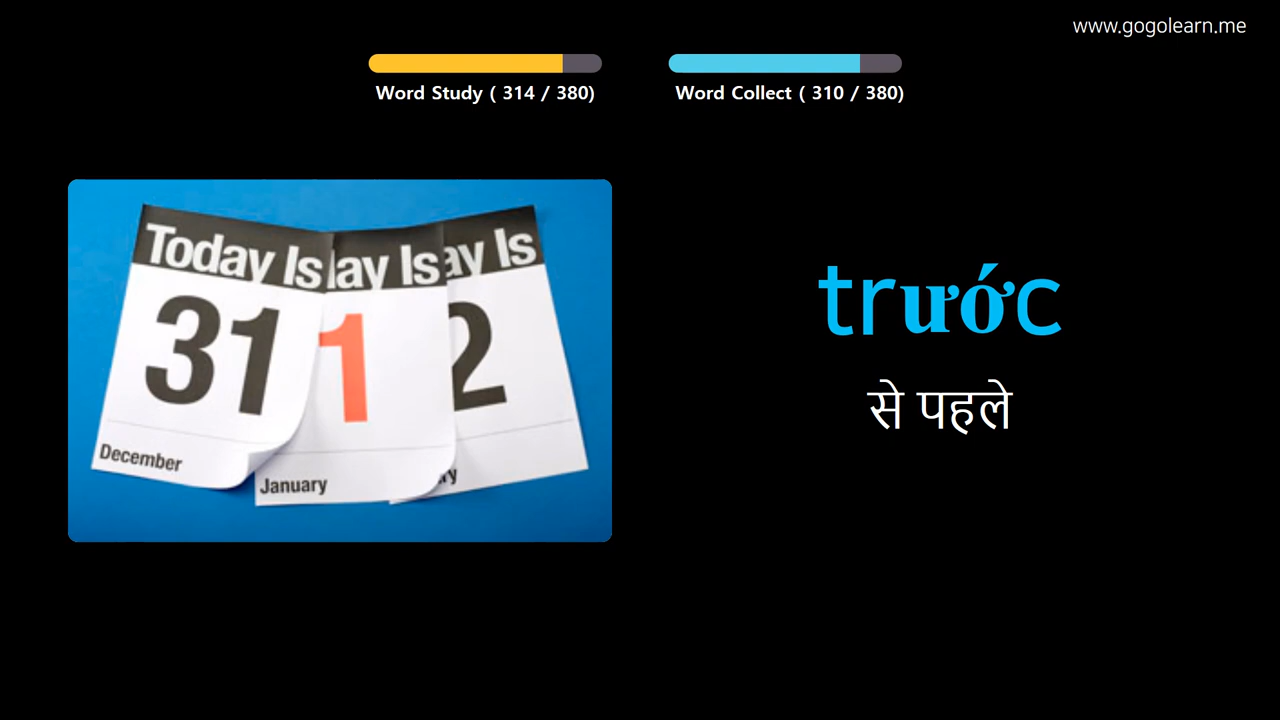 www.gogolearn.me
Word Study ( 314 / 380)
Word Collect ( 310 / 380)
Today Is
31
December
ay Is
1
January
ay Is
2
ry
trước
से पहले